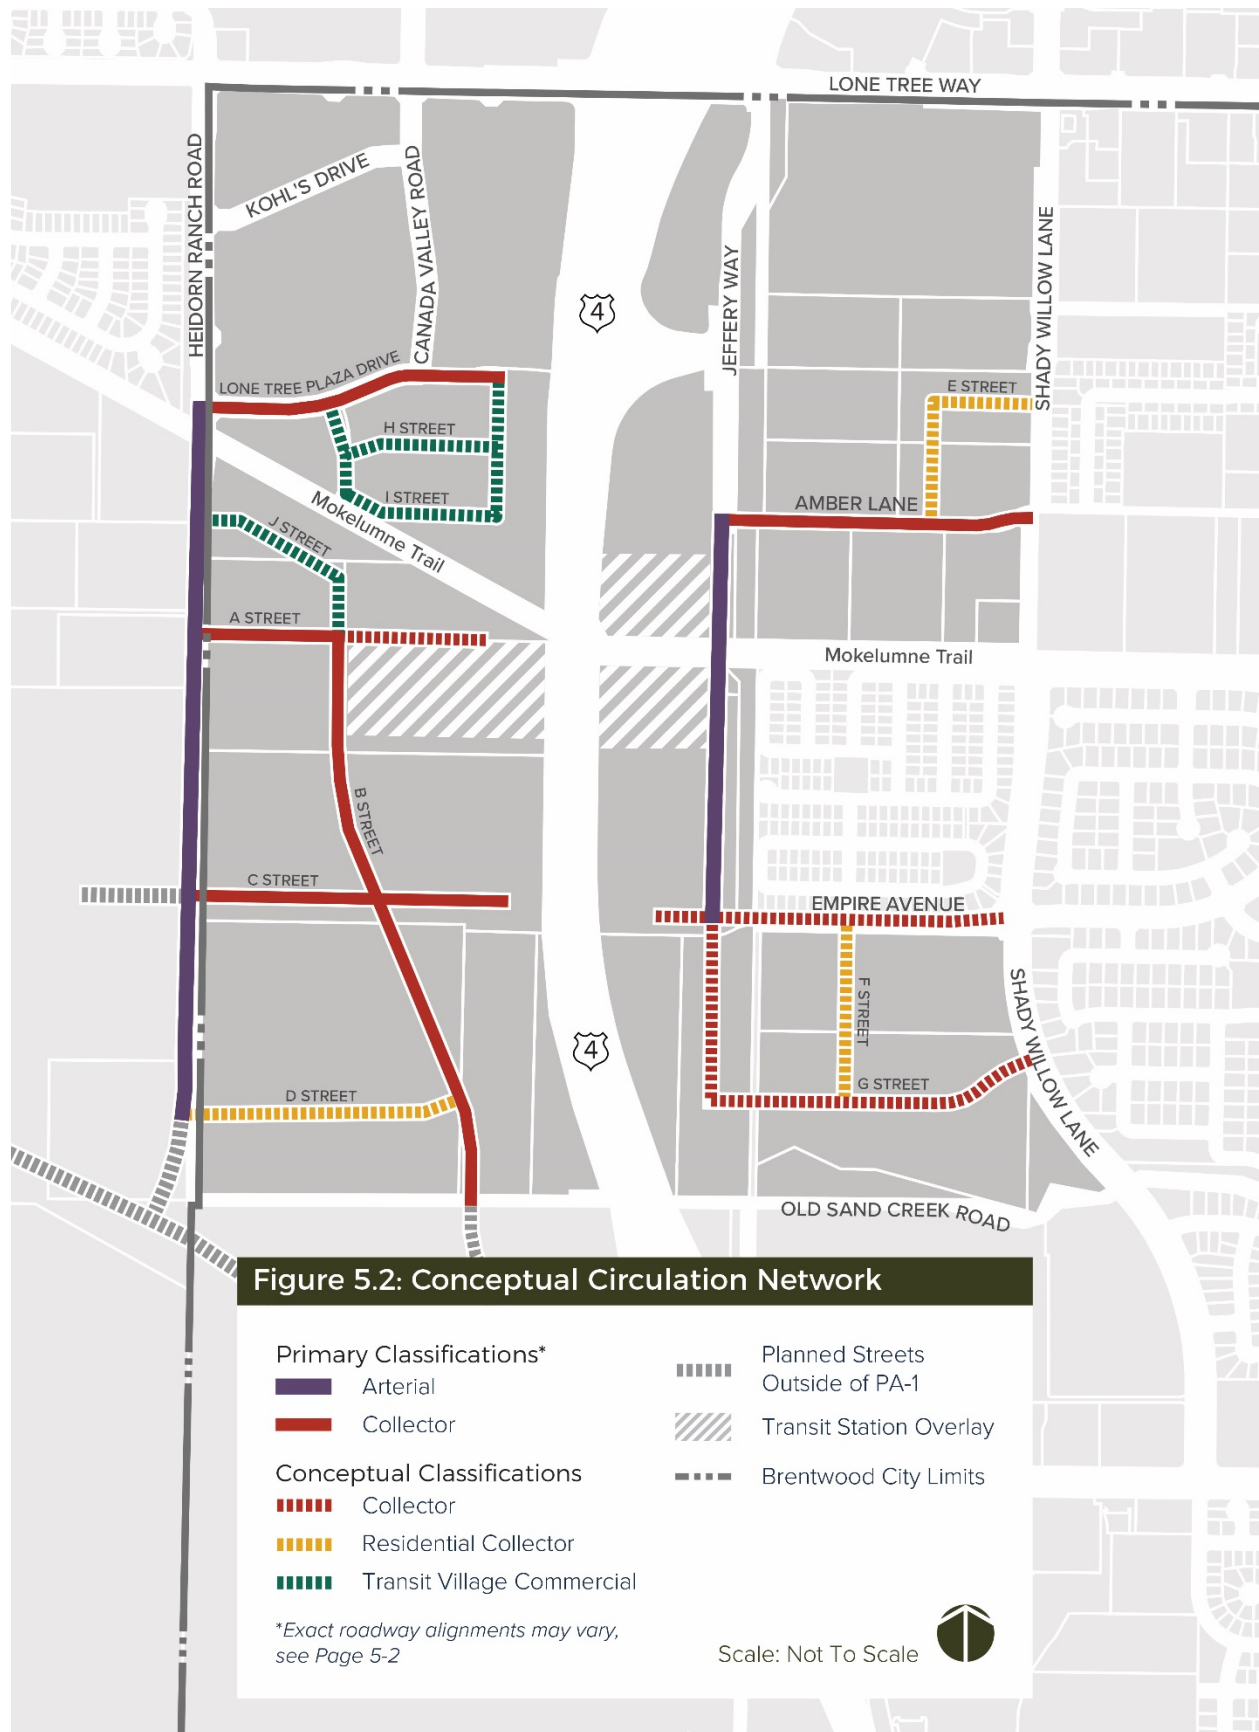 LONE TREE WAY
HEIDORN RANCH ROAD
KOHL'S DRIVE
CANADA VALLEY ROAD
JEFFERY WAY
SHADY WILLOW LANE
4
LONE TREE PLAZA DRIVE
E STREET
H STREET
I STREET
AMBER LANE
J STREET
Mokelumne Trail
A STREET
Mokelumne Trail
B STREET
C STREET
EMPIRE AVENUE
F STREET
SHADY WILLOW LANE
4
D STREET
G STREET
OLD SAND CREEK ROAD
Figure 5.2: Conceptual Circulation Network
Primary Classifications*
Arterial
Collector
Conceptual Classifications
Collector
Residential Collector
Transit Village Commercial
*Exact roadway alignments may vary,
see Page 5-2
Planned Streets
Outside of PA-1
Transit Station Overlay
Brentwood City Limits
Scale: Not To Scale